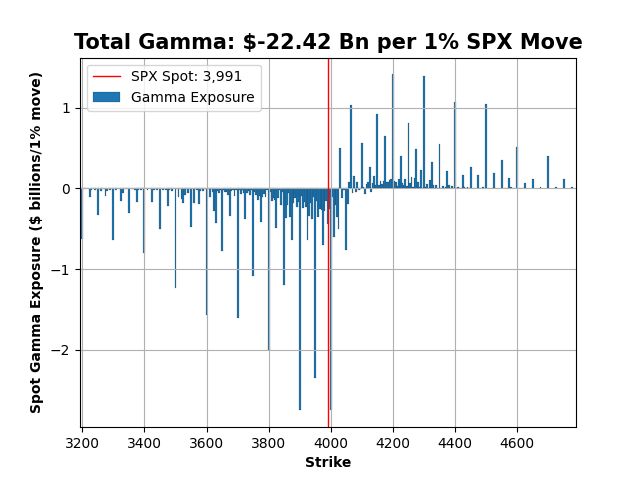 Total Gamma: $-22.42 Bn per 1% SPX Move
SPX Spot: 3,991
Gamma Exposure
Spot Gamma Exposure ($ billions/1% move)
1
0
−1
−2
3200 3400 3600 3800 4000 4200 4400 4600
Strike